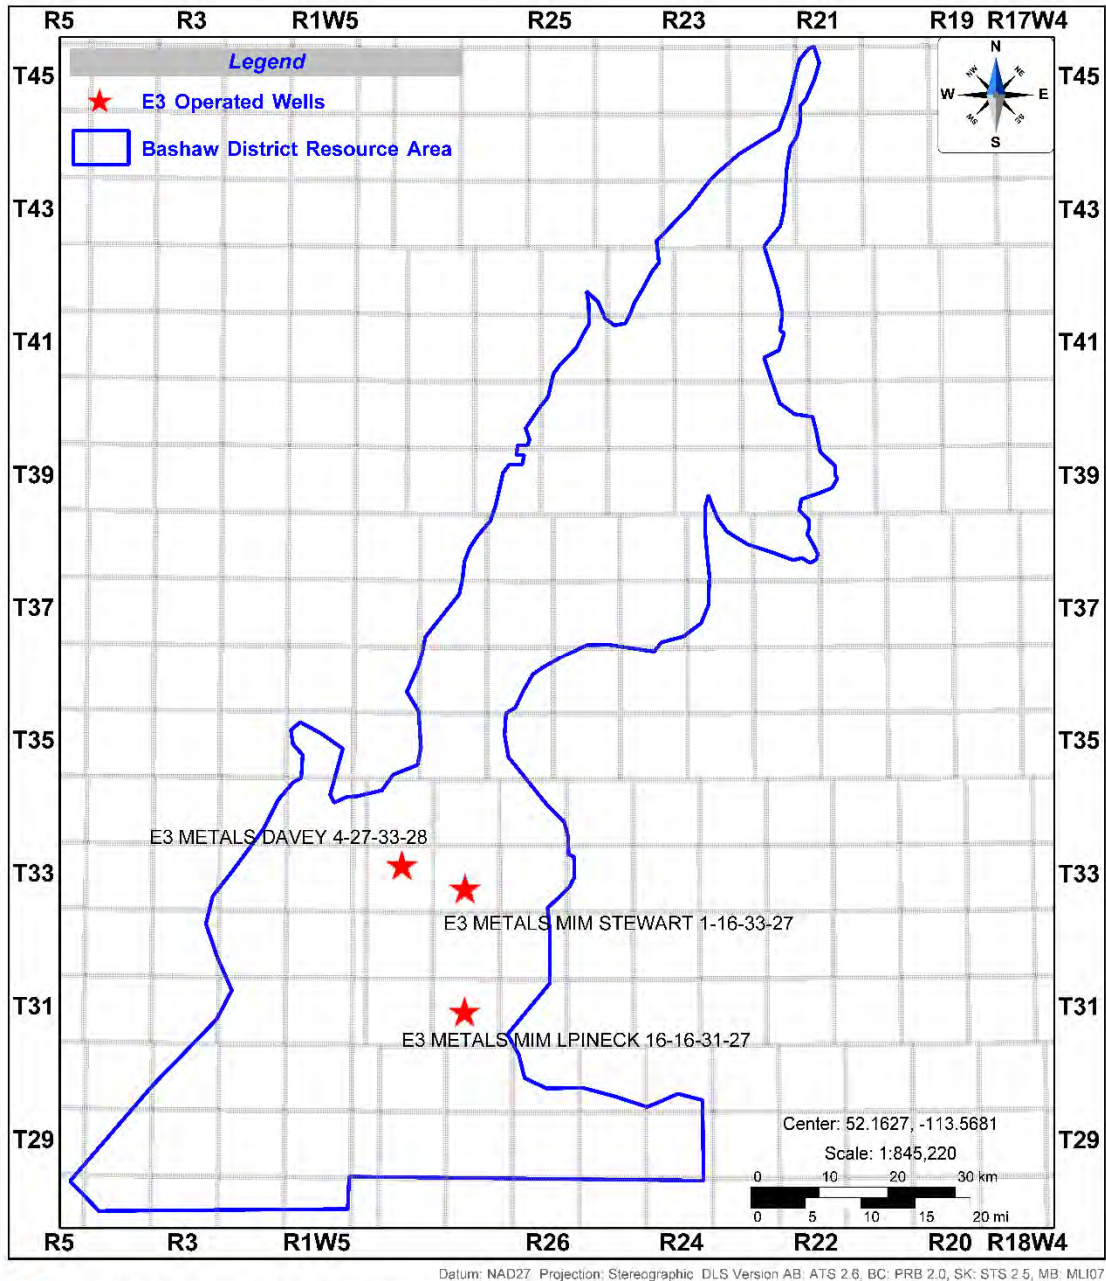 R5 R3 R1W5 R25 R23 R21 R19 R17W4
Legend
E3 Operated Wells
Bashaw District Resource Area
N
NW NE
W E
SW SE
S
T45 T45
T43 T43
T41 T41
T39 T39
T37 T37
T35 T35
E3 METALS DAVEY 4-27-33-28
T33 T33
E3 METALS MIM STEWART 1-16-33-27
T31 T31
E3 METALS MIM LPINECK 16-16-31-27
Center: 52.1627, -113.5681
T29 T29
Scale: 1:845,220
0 10 20 30 km
0 5 10 15 20 mi
R5 R3 R1W5 R26 R24 R22 R20 R18W4
Datum: NAD27 Projection: Stereographic DLS Version AB: ATS 2.6, BC: PRB 2.0, SK: STS 2.5, MB: MLI07